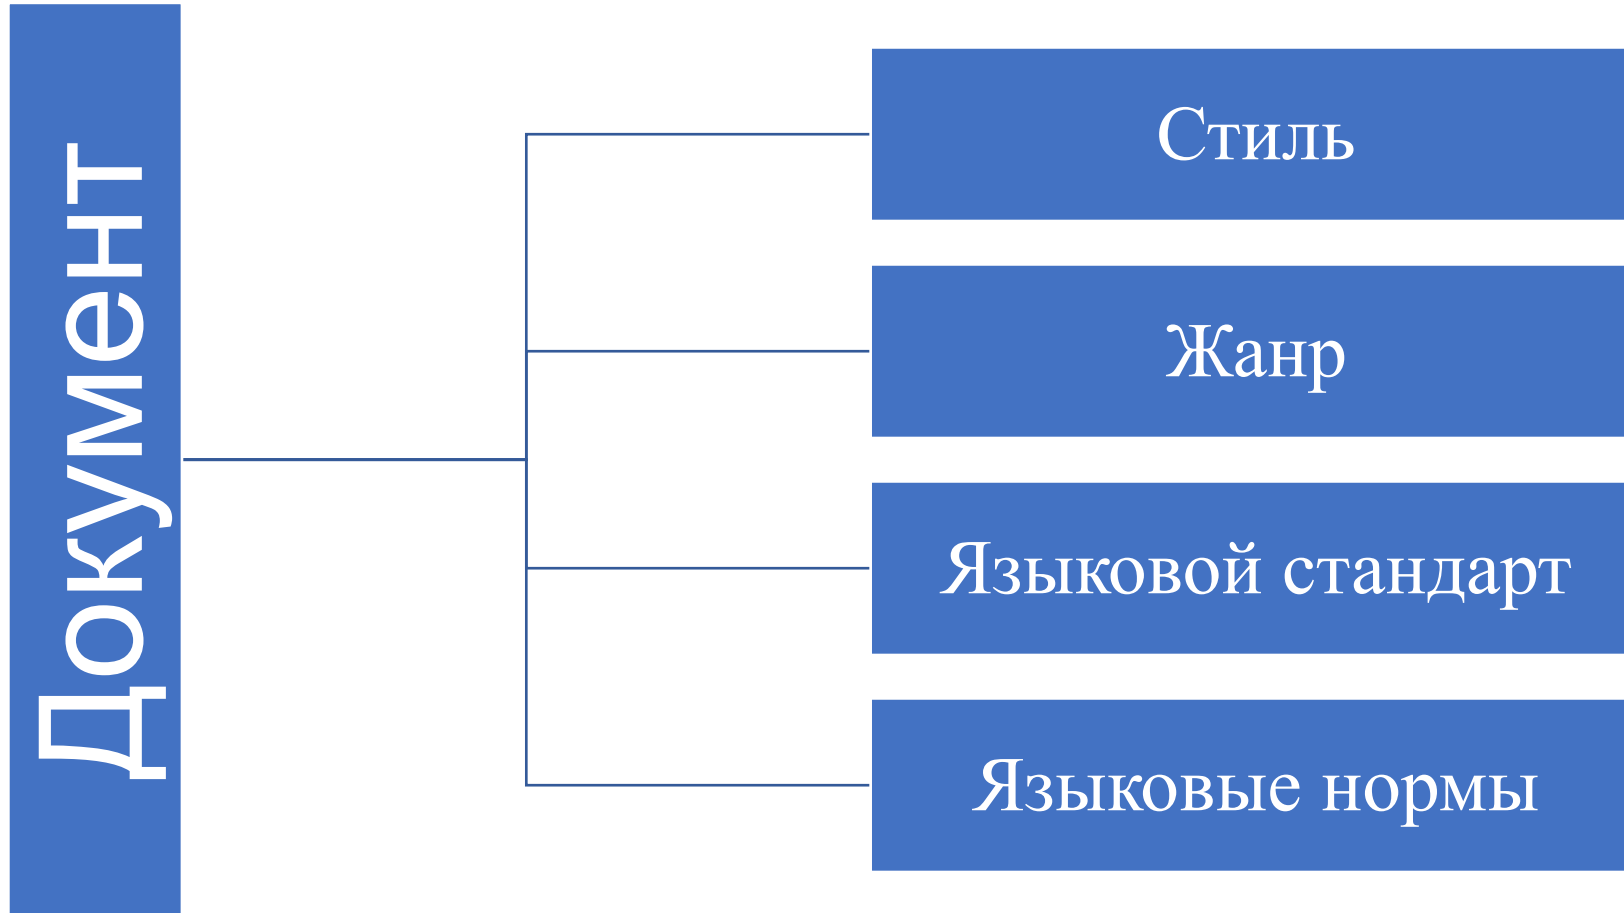 Документ
Стиль
Жанр
Языковой стандарт
Языковые нормы